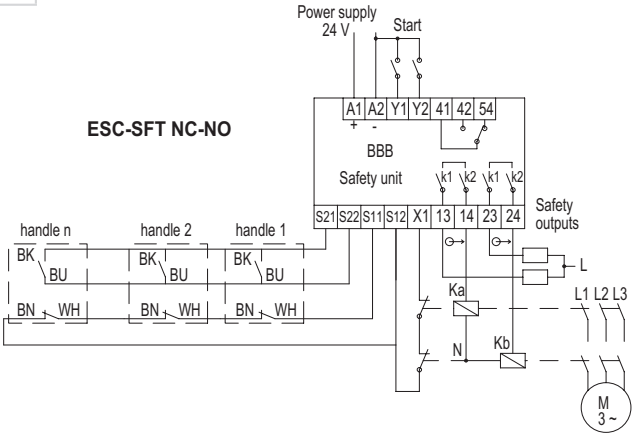 Power supply
24 V
Start
A1 A2 Y1 Y2 41 42 54
+ -
ESC-SFT NC-NO
BBB
Safety unit
k1 k2 k1 k2
S21 S22 S11 S12 X1 13 14 23 24
Safety
outputs
handle n handle 2 handle 1
BK BU BK BU BK BU
L
BN WH BN WH BN WH
Ka
L1 L2 L3
N Kb
M
3 ~